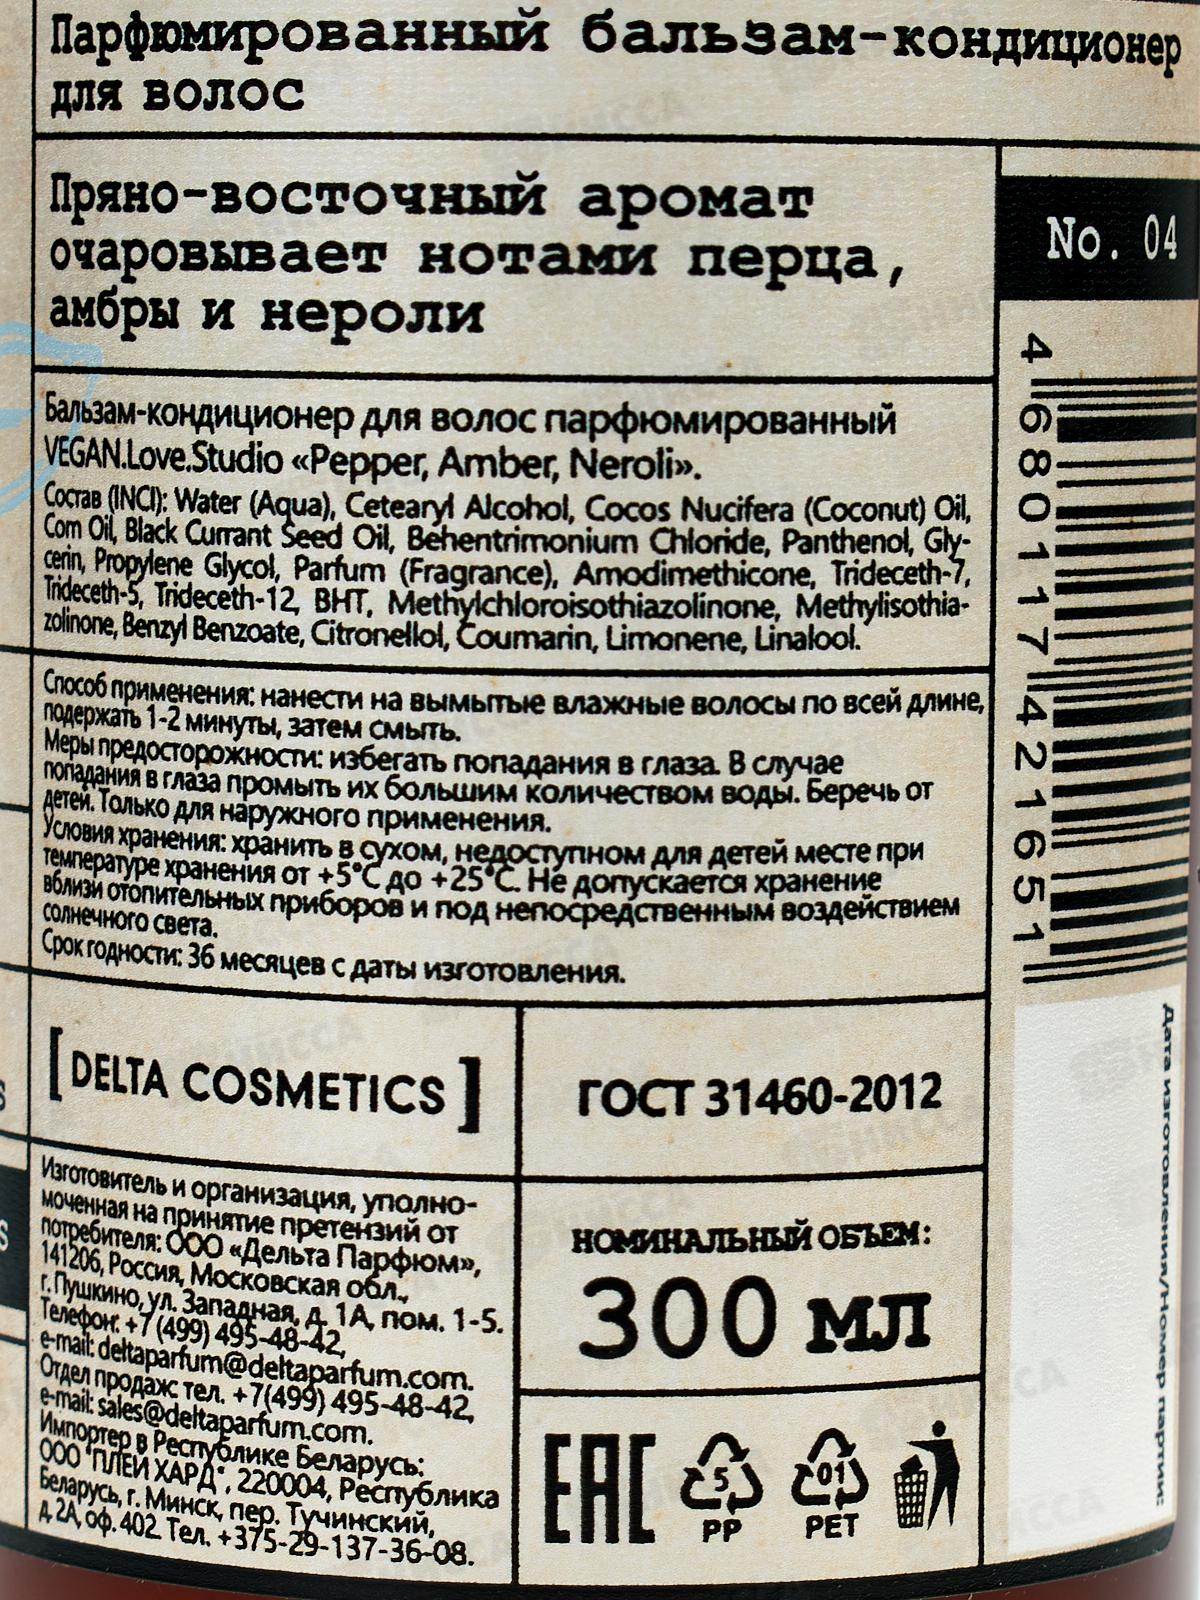 Парфюмированный бальзам-кондиционер
для волос
Пряно-восточный аромат
очаровывает нотами перца,
амбры и нероли
No. 04
Бальзам-кондиционер для волос парфюмированный
VEGAN.Love.Studio «Pepper, Amber, Neroli».
Состав (INCI): Water (Aqua), Cetearyl Alcohol, Cocos Nucifera (Coconut) Oil,
Corn Oil, Black Currant Seed Oil, Behentrimonium Chloride, Panthenol, Gly-
cerin, Propylene Glycol, Parfum (Fragrance), Amodimethicone, Trideceth-7,
Trideceth-5, Trideceth-12, BHT, Methylchloroisothiazolinone, Methylisothia-
zolinone, Benzyl Benzoate, Citronellol, Coumarin, Limonene, Linalool.
Способ применения: нанести на вымытые влажные волосы по всей длине,
подержать 1-2 минуты, затем смыть.
Меры предосторожности: избегать попадания в глаза. В случае
попадания в глаза промыть их большим количеством воды. Беречь от
детей. Только для наружного применения.
Условия хранения: хранить в сухом, недоступном для детей месте при
температуре хранения от +5°C до +25°C. Не допускается хранение
вблизи отопительных приборов и под непосредственным воздействием
солнечного света.
Срок годности: 36 месяцев с даты изготовления.
4 680117 421651
Дата изготовления/номер партии:
[DELTA COSMETICS]
ГОСТ 31460-2012
Изготовитель и организация, уполно-
моченная на принятие претензий от
потребителя: ООО «Дельта Парфюм»,
141206, Россия, Московская обл.,
г. Пушкино, ул. Западная, д. 1А, пом. 1-5.
Телефон: +7 (499) 495-48-42,
e-mail: deltaparfum@deltaparfum.com.
Отдел продаж: тел. +7(499) 495-48-42,
e-mail: sales@deltaparfum.com.
Импортер в Республике Беларусь:
ООО "ПЛЕЙ ХАРД", 220004, Республика
Беларусь, г. Минск, пер. Тучинский,
д. 2А, оф. 402. Тел. +375-29-137-36-08.
НОМИНАЛЬНЫЙ ОБЪЕМ:
300 мл
EAC
5
PP
01
PET